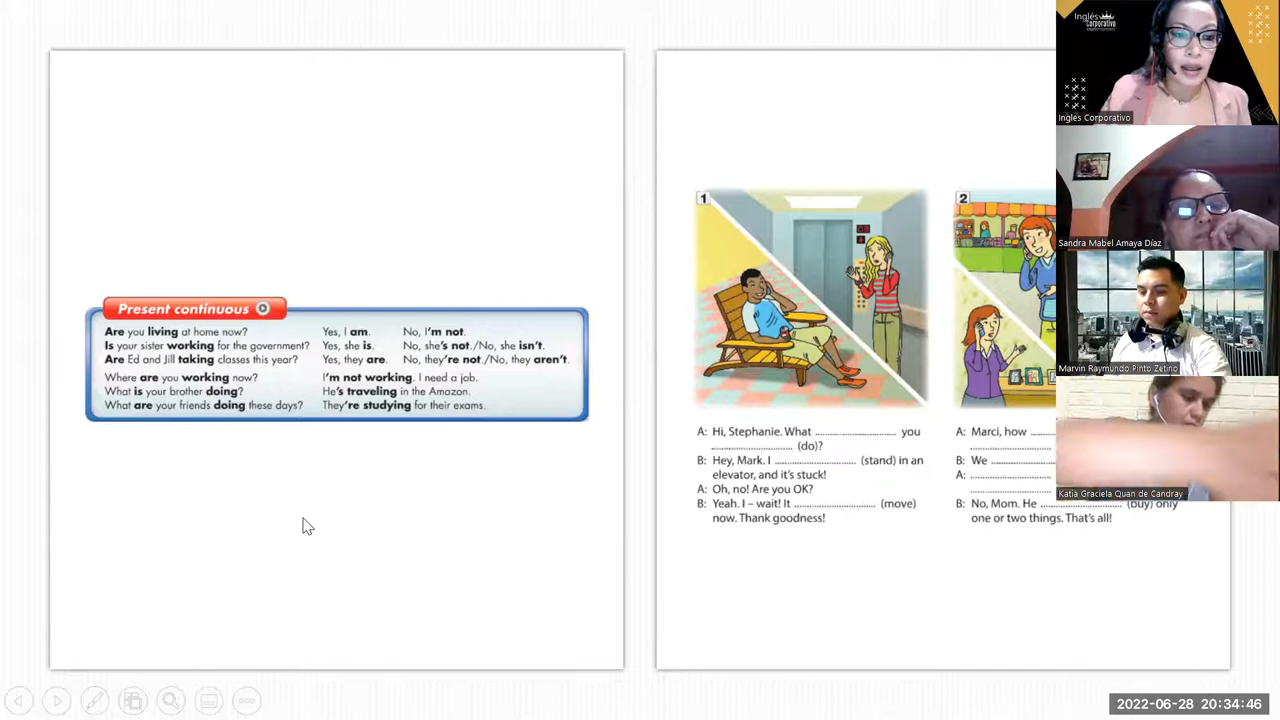 Present continuous
Are you living at home now? Yes, I am. No, I'm not.
Is your sister working for the government? Yes, she is. No, she's not./No, she isn't.
Are Ed and Jill taking classes this year? Yes, they are. No, they're not./No, they aren't.
Where are you working now? I'm not working. I need a job.
What is your brother doing? He's traveling in the Amazon.
What are your friends doing these days? They're studying for their exams.
1
A: Hi, Stephanie. What ........................... you
........................... (do)?
B: Hey, Mark. I ........................... (stand) in an
elevator, and it's stuck!
A: Oh, no! Are you OK?
B: Yeah. I – wait! It ........................... (move)
now. Thank goodness!
2
A: Marci, how
B: We
A: ...........................
...........................
B: No, Mom. He ........................... (buy) only
one or two things. That's all!
Inglés
Corporativo
Inglés Corporativo
Sandra Mabel Amaya Díaz
Marvin Raymundo Pinto Zetino
Katia Graciela Quan de Candray
2022-06-28 20:34:46